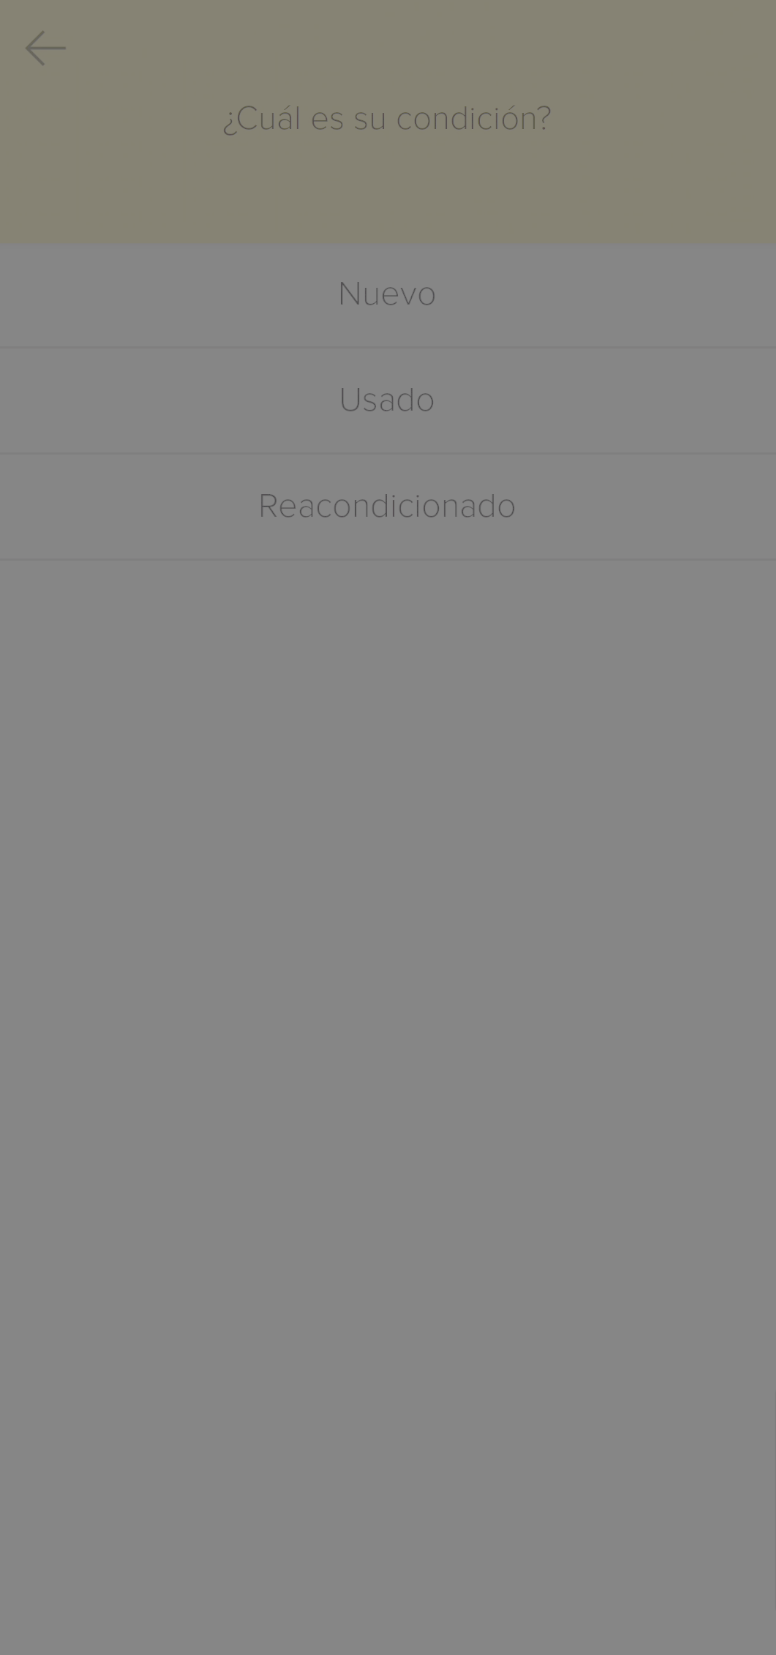 ¿Cuál es su condición?
Nuevo
Usado
Reacondicionado